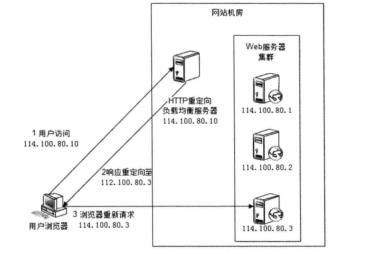 网站机房
Web服务器
集群
HTTP重定向
负载均衡服务器
114.100.80.10
114.100.80.1
1用户访问
114.100.80.10
114.100.80.2
2响应重定向至
112.100.80.3
3 浏览器重新请求
114.100.80.3
用户浏览器
114.100.80.3